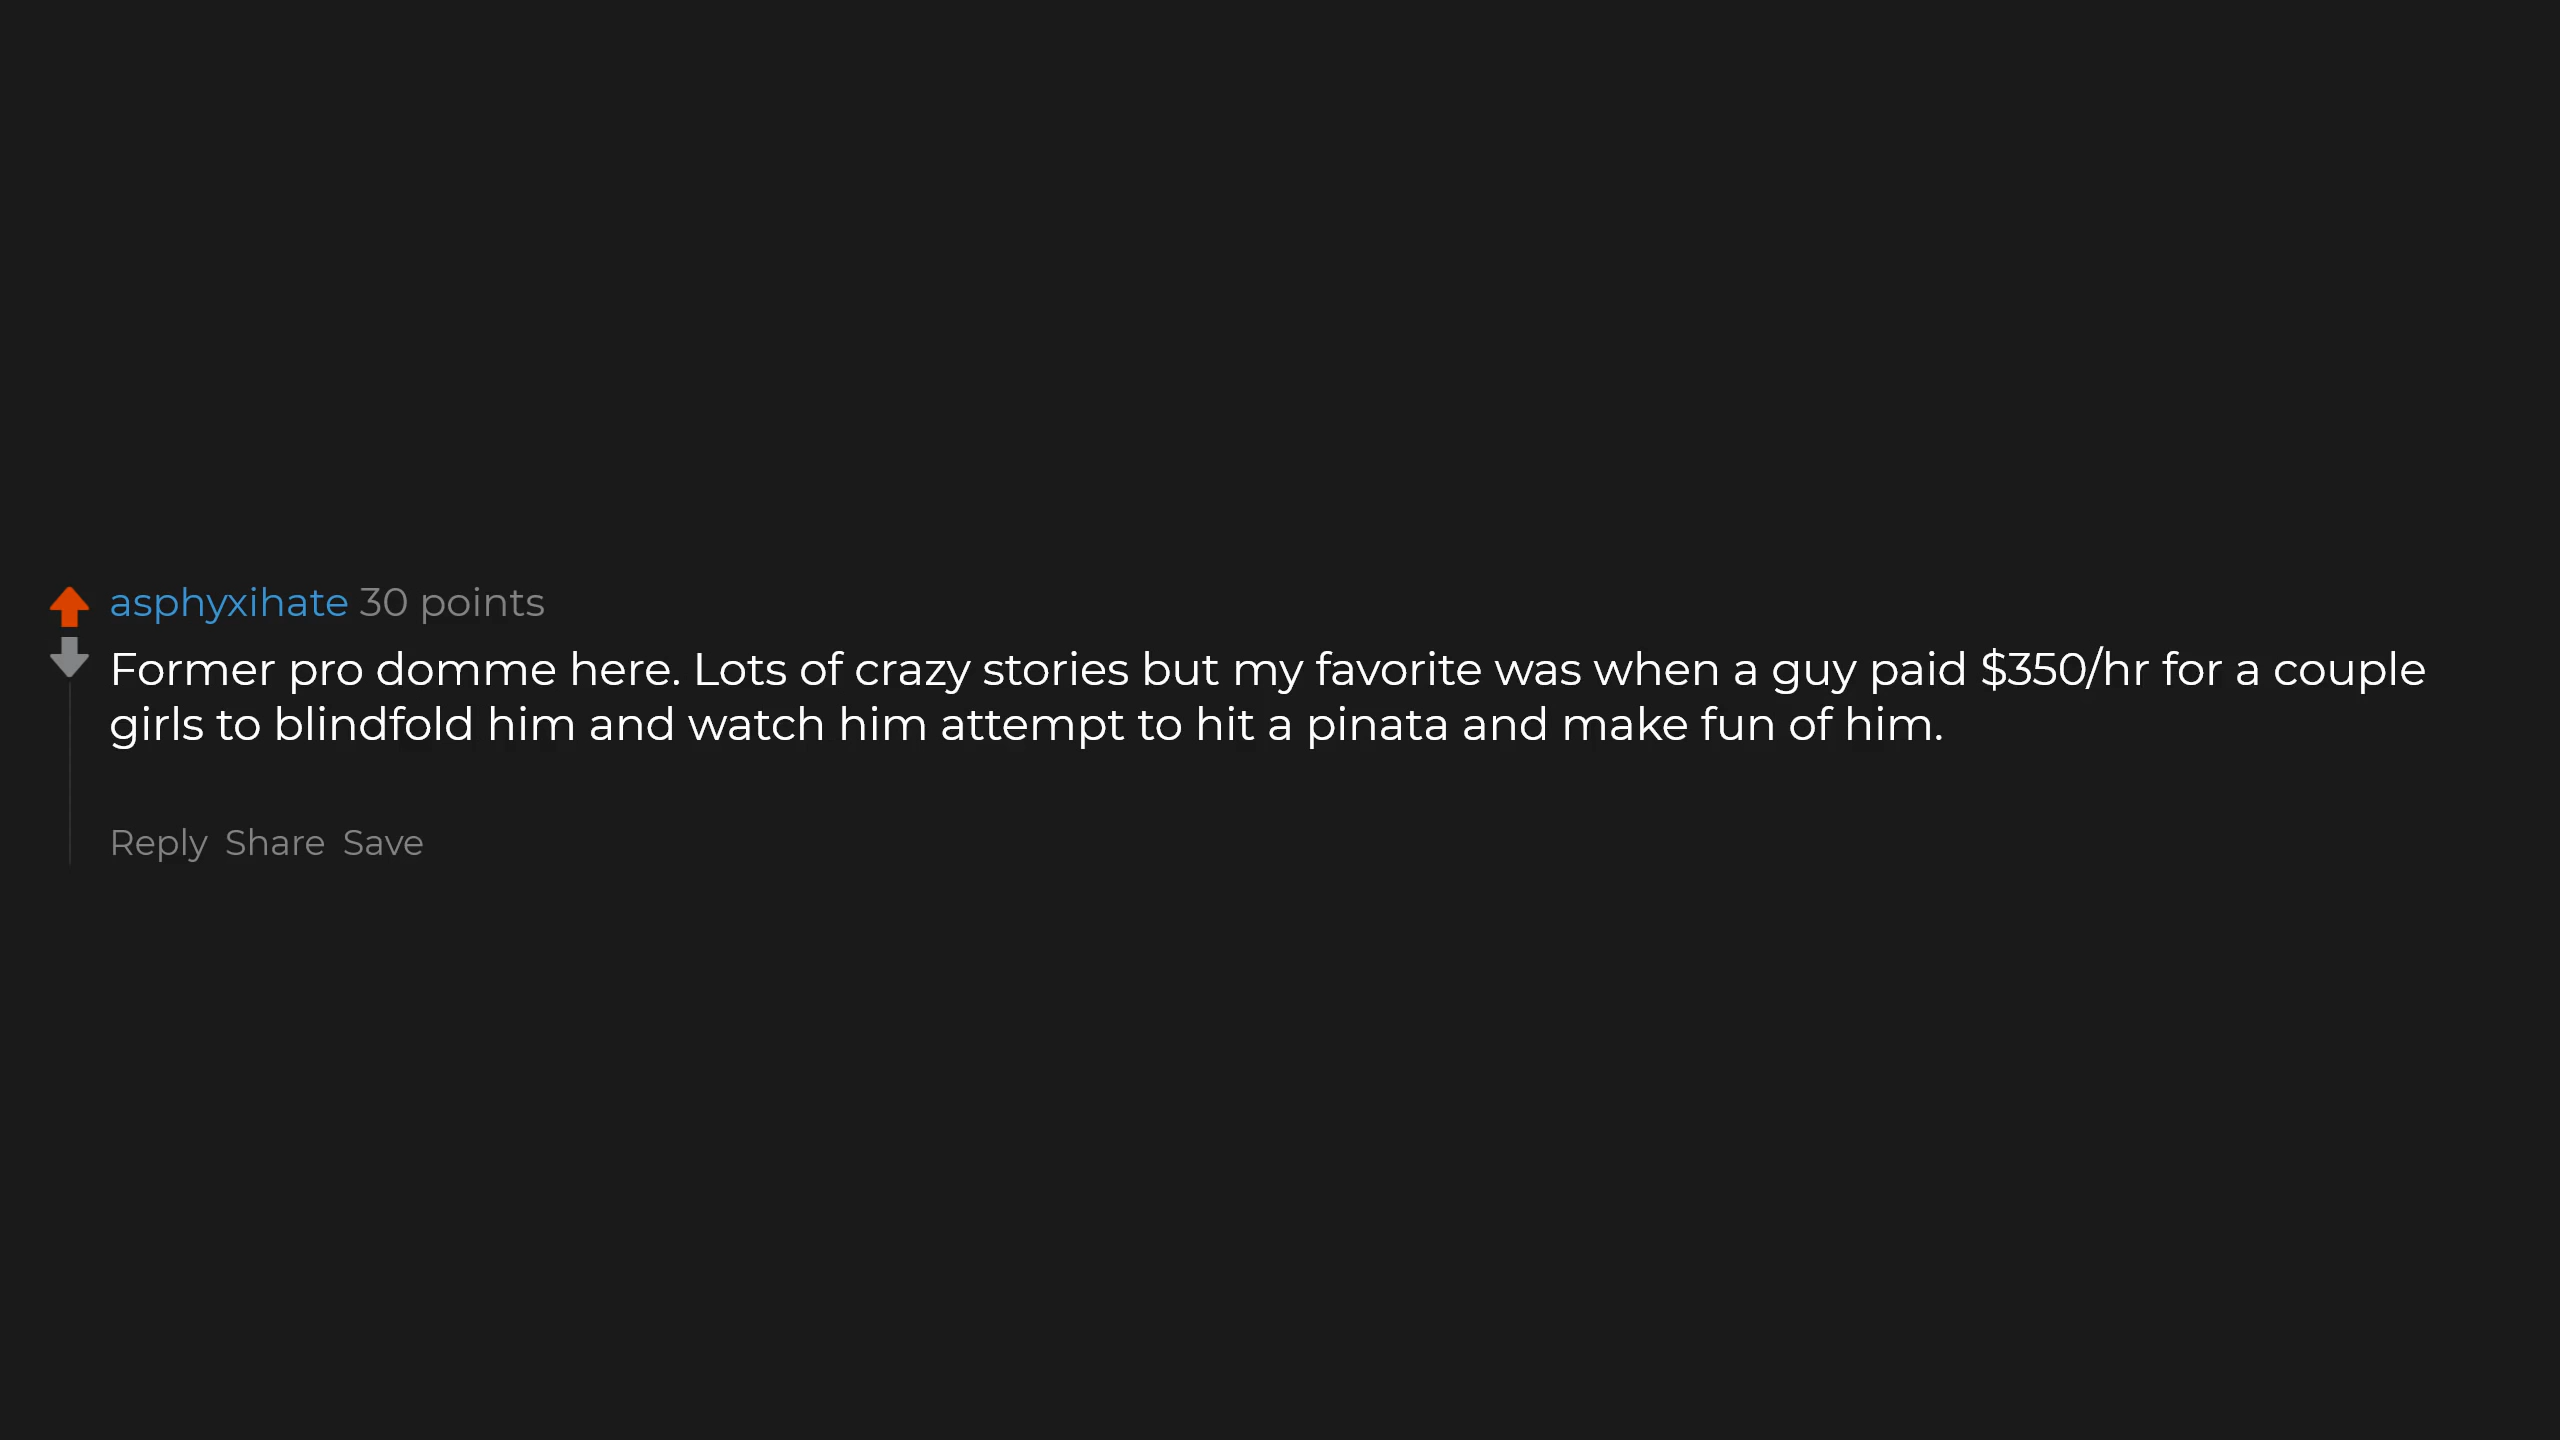 asphyxihate 30 points
Former pro domme here. Lots of crazy stories but my favorite was when a guy paid $350/hr for a couple
girls to blindfold him and watch him attempt to hit a pinata and make fun of him.
Reply Share Save